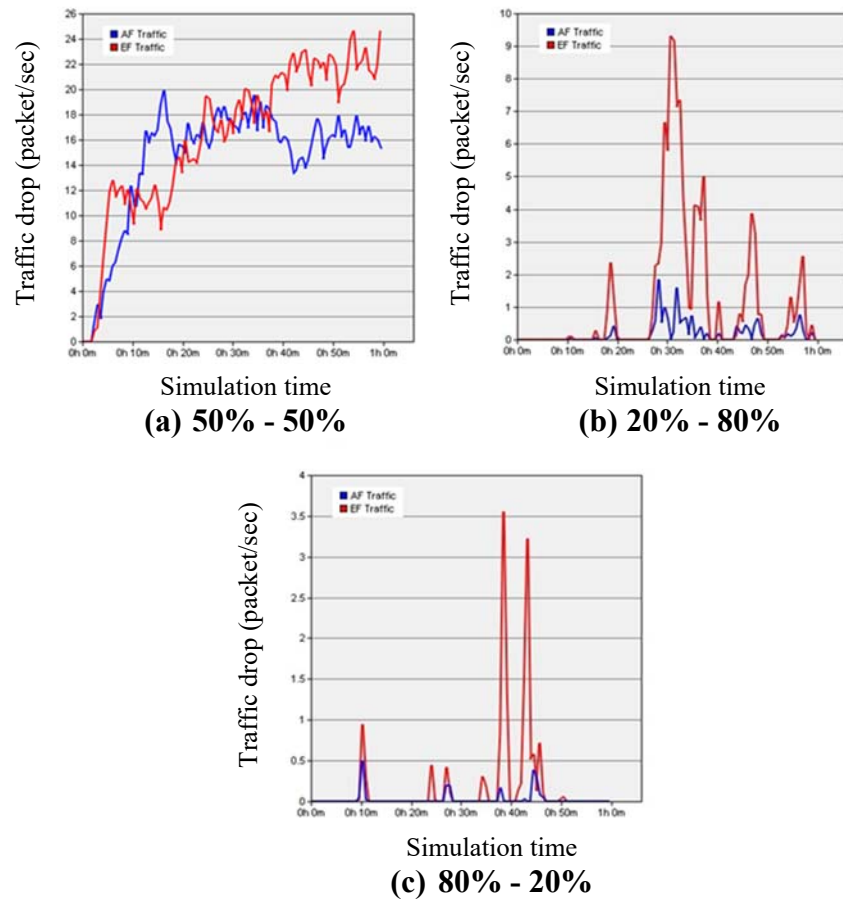 26
24
22
20
18
16
14
12
10
8
6
4
2
0
AF Traffic
EF Traffic
Traffic drop (packet/sec)
0h 0m 0h 10m 0h 20m 0h 30m 0h 40m 0h 50m 1h 0m
Simulation time
(a) 50% - 50%
10
9
8
7
6
5
4
3
2
1
0
AF Traffic
EF Traffic
Traffic drop (packet/sec)
0h 0m 0h 10m 0h 20m 0h 30m 0h 40m 0h 50m 1h 0m
Simulation time
(b) 20% - 80%
4
3.5
3
2.5
2
1.5
1
0.5
0
AF Traffic
EF Traffic
Traffic drop (packet/sec)
0h 0m 0h 10m 0h 20m 0h 30m 0h 40m 0h 50m 1h 0m
Simulation time
(c) 80% - 20%